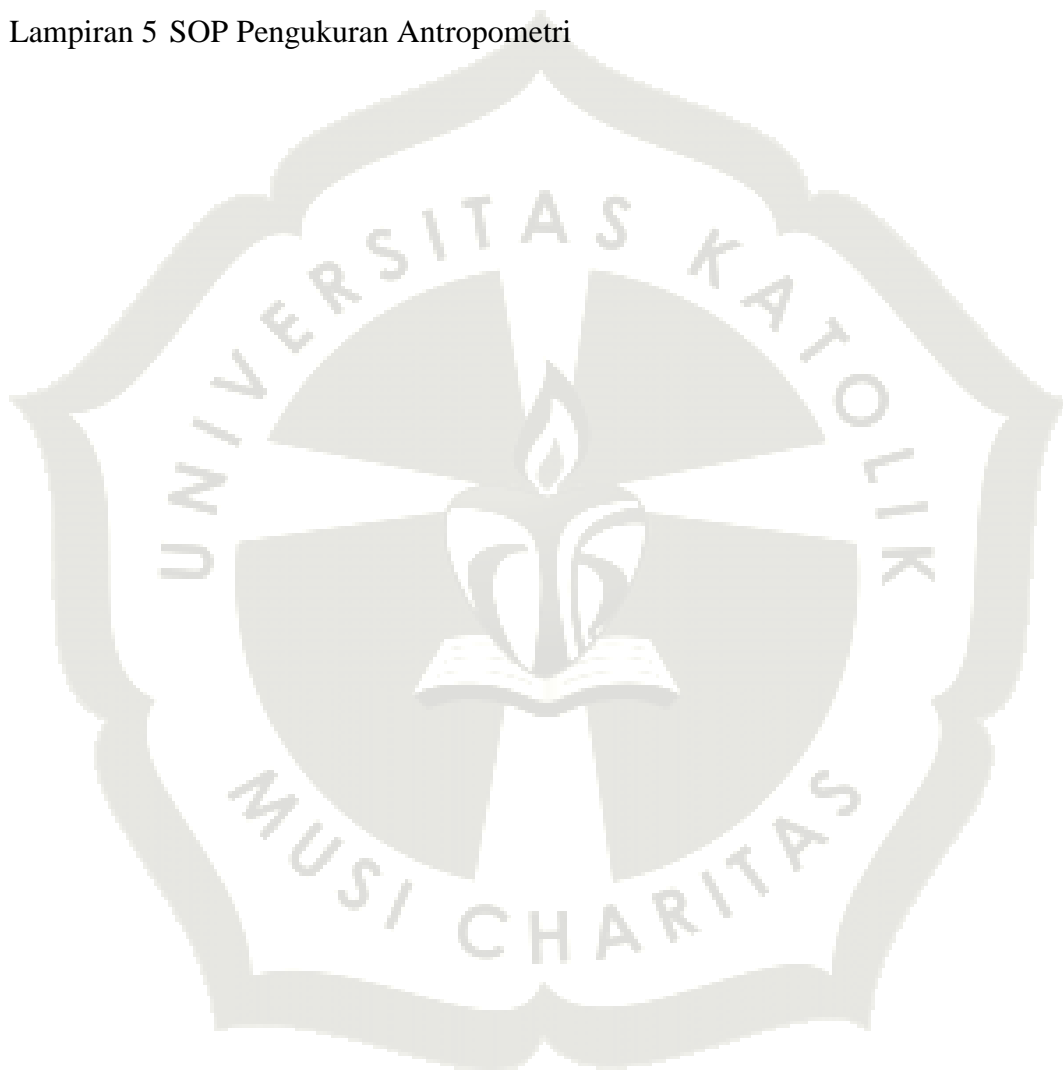 Lampiran 5 SOP Pengukuran Antropometri
UNIVERSITAS KATOLIK
MUSI CHARITAS